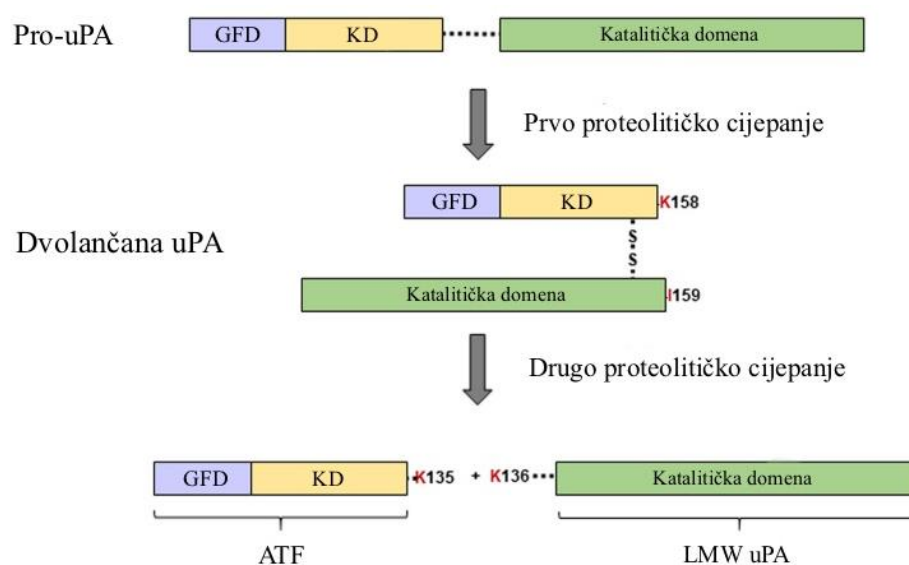 Pro-uPA
GFD KD Katalitička domena
Prvo proteolitičko cijepanje
GFD KD K158
S
S
Dvolančana uPA
Katalitička domena I159
Drugo proteolitičko cijepanje
GFD KD K135 + K136 Katalitička domena
ATF LMW uPA